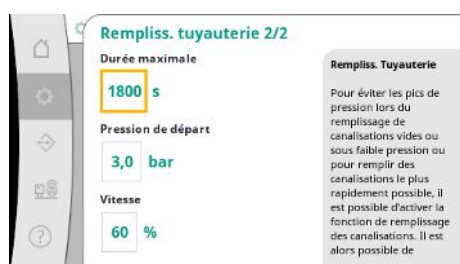 Rempliss. tuyauterie 2/2
Durée maximale
1800 s
Pression de départ
3,0 bar
Vitesse
60 %
Rempliss. Tuyauterie
Pour éviter les pics de
pression lors du
remplissage de
canalisations vides ou
sous faible pression ou
pour remplir des
canalisations le plus
rapidement possible, il
est possible d'activer la
fonction de remplissage
des canalisations. Il est
alors possible de
?